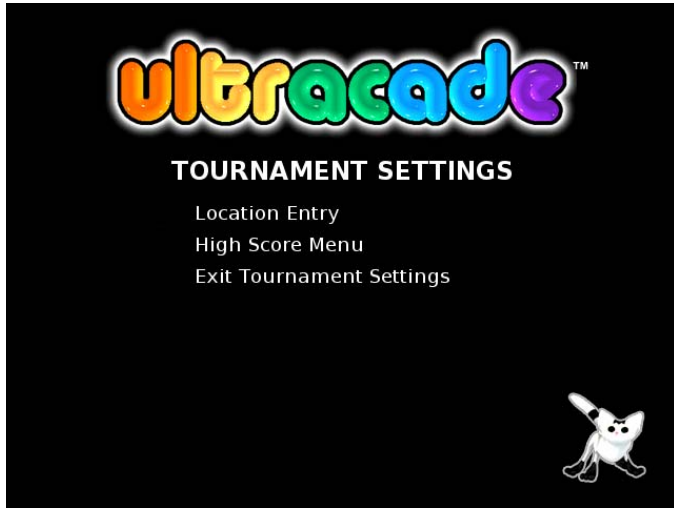 ultracade™
TOURNAMENT SETTINGS
Location Entry
High Score Menu
Exit Tournament Settings